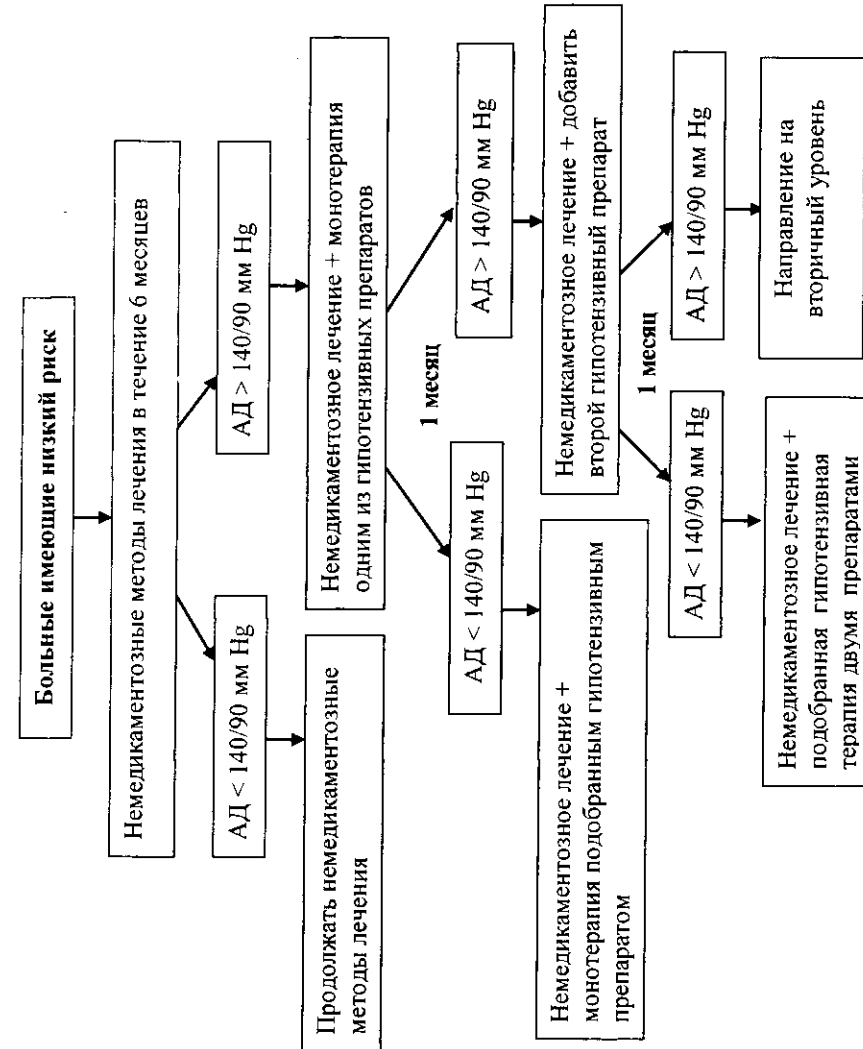 Больные имеющие низкий риск
Немедикаментозные методы лечения в течение 6 месяцев
АД < 140/90 мм Hg
АД > 140/90 мм Hg
Продолжать немедикаментозные
методы лечения
Немедикаментозное лечение + монотерапия
одним из гипотензивных препаратов
1 месяц
АД < 140/90 мм Hg
АД > 140/90 мм Hg
Немедикаментозное лечение +
монотерапия подобранным гипотензивным
препаратом
Немедикаментозное лечение + добавить
второй гипотензивный препарат
1 месяц
АД < 140/90 мм Hg
АД > 140/90 мм Hg
Немедикаментозное лечение +
подобранная гипотензивная
терапия двумя препаратами
Направление на
вторичный уровень